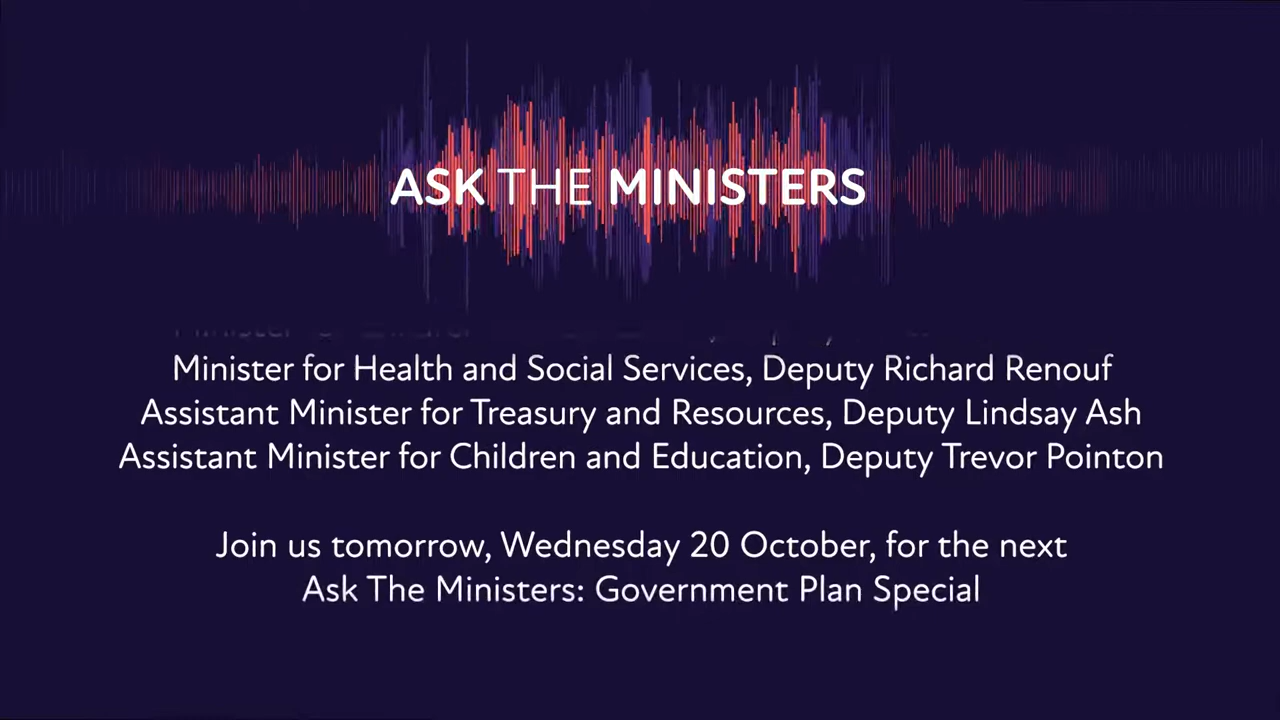 ASK THE MINISTERS
Minister for Health and Social Services, Deputy Richard Renouf
Assistant Minister for Treasury and Resources, Deputy Lindsay Ash
Assistant Minister for Children and Education, Deputy Trevor Pointon
Join us tomorrow, Wednesday 20 October, for the next
Ask The Ministers: Government Plan Special